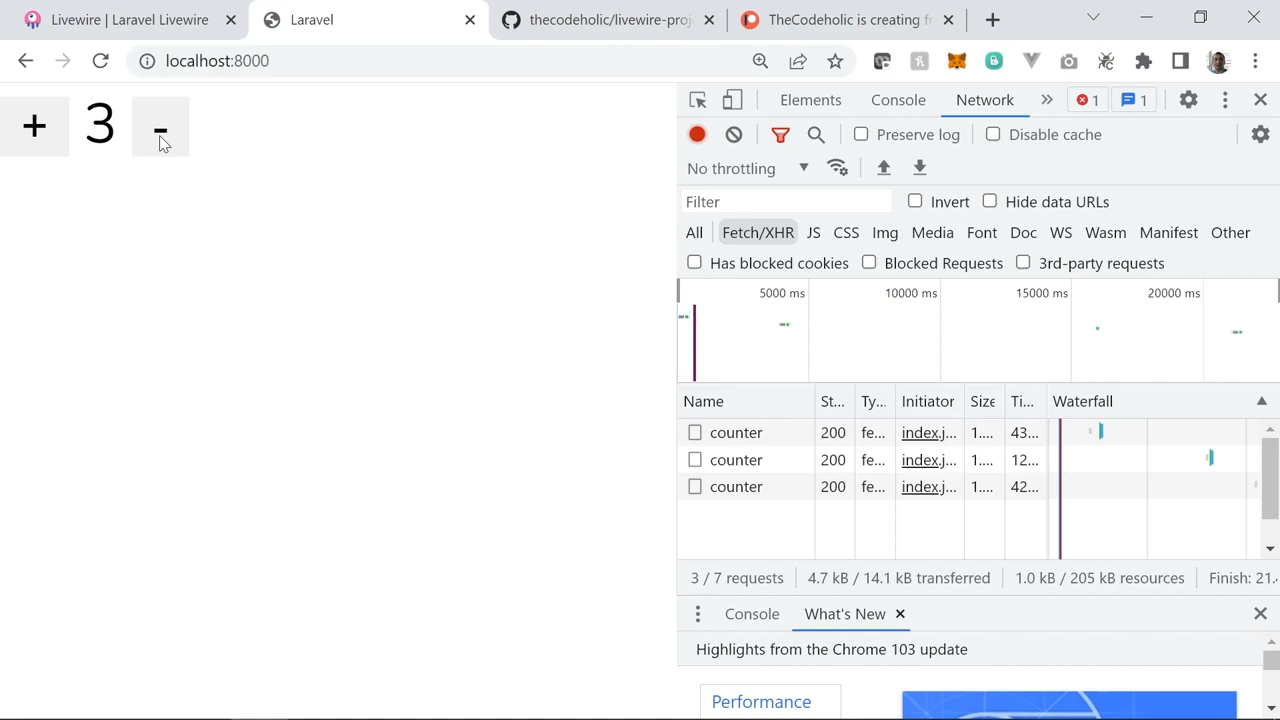 Livewire | Laravel Livewire
Laravel
thecodeholic/livewire-proj
TheCodeholic is creating fr
localhost:8000
+ 3 -
Elements Console Network
1 1
Preserve log Disable cache
No throttling
Filter Invert Hide data URLs
All Fetch/XHR JS CSS Img Media Font Doc WS Wasm Manifest Other
Has blocked cookies Blocked Requests 3rd-party requests
5000 ms 10000 ms 15000 ms 20000 ms
Name St... Ty... Initiator Size Ti... Waterfall
counter 200 fe... index.j... 1.... 43...
counter 200 fe... index.j... 1.... 12...
counter 200 fe... index.j... 1.... 42...
3 / 7 requests 4.7 kB / 14.1 kB transferred 1.0 kB / 205 kB resources Finish: 21.
Console What's New
Highlights from the Chrome 103 update
Performance